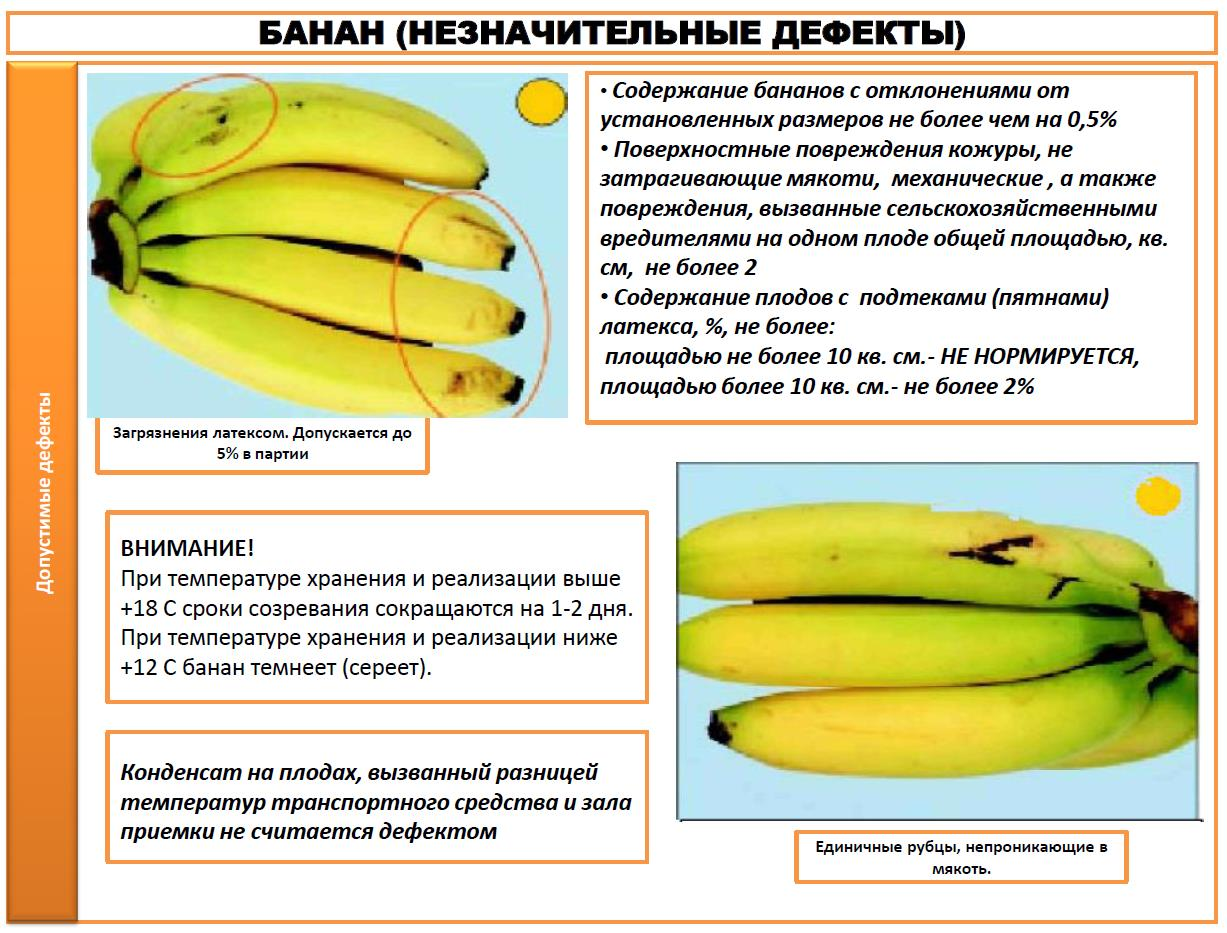 БАНАН (НЕЗНАЧИТЕЛЬНЫЕ ДЕФЕКТЫ)
Допустимые дефекты
• Содержание бананов с отклонениями от
установленных размеров не более чем на 0,5%
• Поверхностные повреждения кожуры, не
затрагивающие мякоти, механические , а также
повреждения, вызванные сельскохозяйственными
вредителями на одном плоде общей площадью, кв.
см, не более 2
• Содержание плодов с подтеками (пятнами)
латекса, %, не более:
площадью не более 10 кв. см.- НЕ НОРМИРУЕТСЯ,
площадью более 10 кв. см.- не более 2%
Загрязнения латексом. Допускается до
5% в партии
ВНИМАНИЕ!
При температуре хранения и реализации выше
+18 С сроки созревания сокращаются на 1-2 дня.
При температуре хранения и реализации ниже
+12 С банан темнеет (сереет).
Конденсат на плодах, вызванный разницей
температур транспортного средства и зала
приемки не считается дефектом
Единичные рубцы, непроникающие в
мякоть.